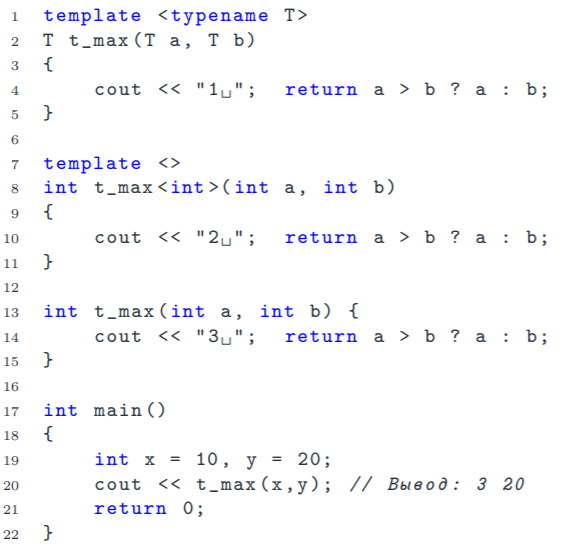 1 template <typename T>
2 T t_max(T a, T b)
3 {
4     cout << "1␣";  return a > b ? a : b;
5 }
6
7 template <>
8 int t_max<int>(int a, int b)
9 {
10     cout << "2␣";  return a > b ? a : b;
11 }
12
13 int t_max(int a, int b) {
14     cout << "3␣";  return a > b ? a : b;
15 }
16
17 int main()
18 {
19     int x = 10, y = 20;
20     cout << t_max(x,y); // Вывод: 3 20
21     return 0;
22 }